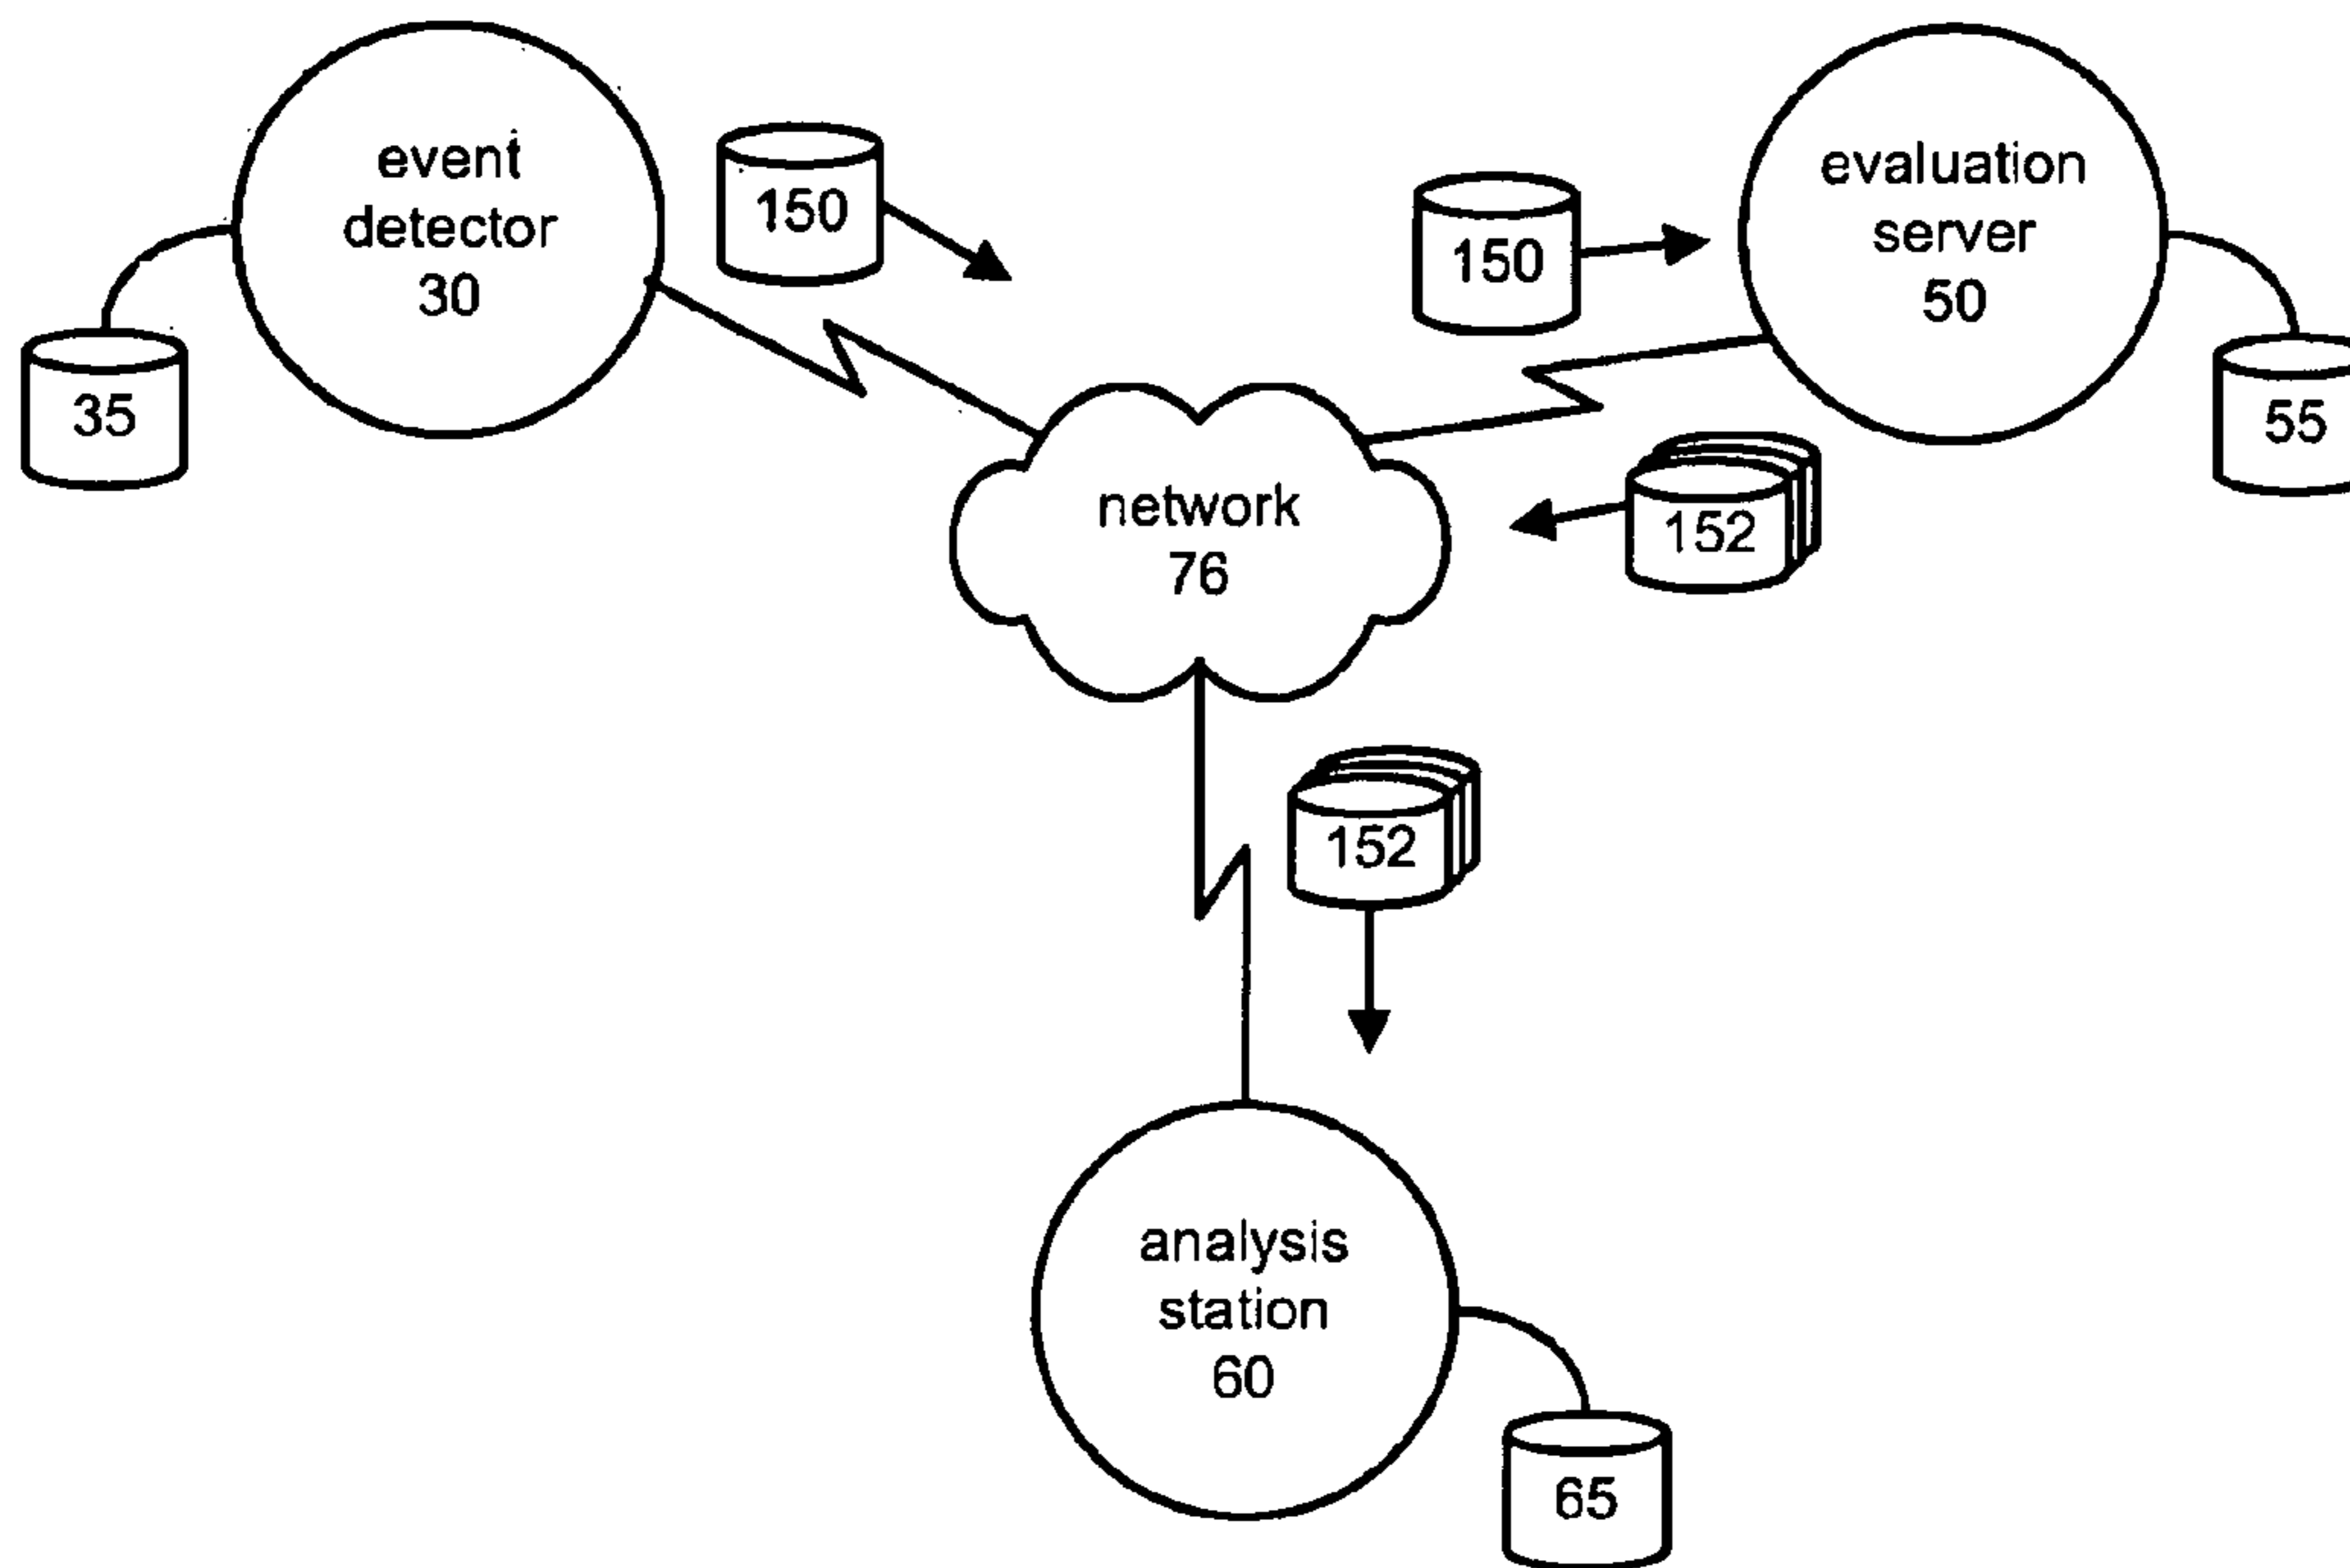 event
detector
30
150
evaluation
server
50
150
35
55
network
76
152
152
analysis
station
60
65